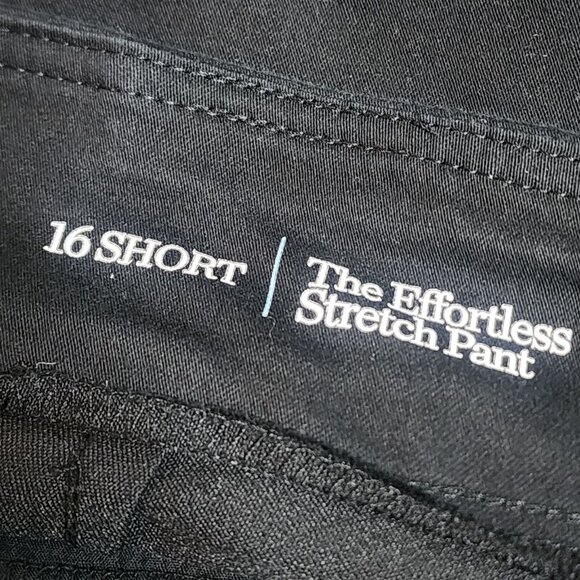 16 SHORT
The Effortless
Stretch Pant